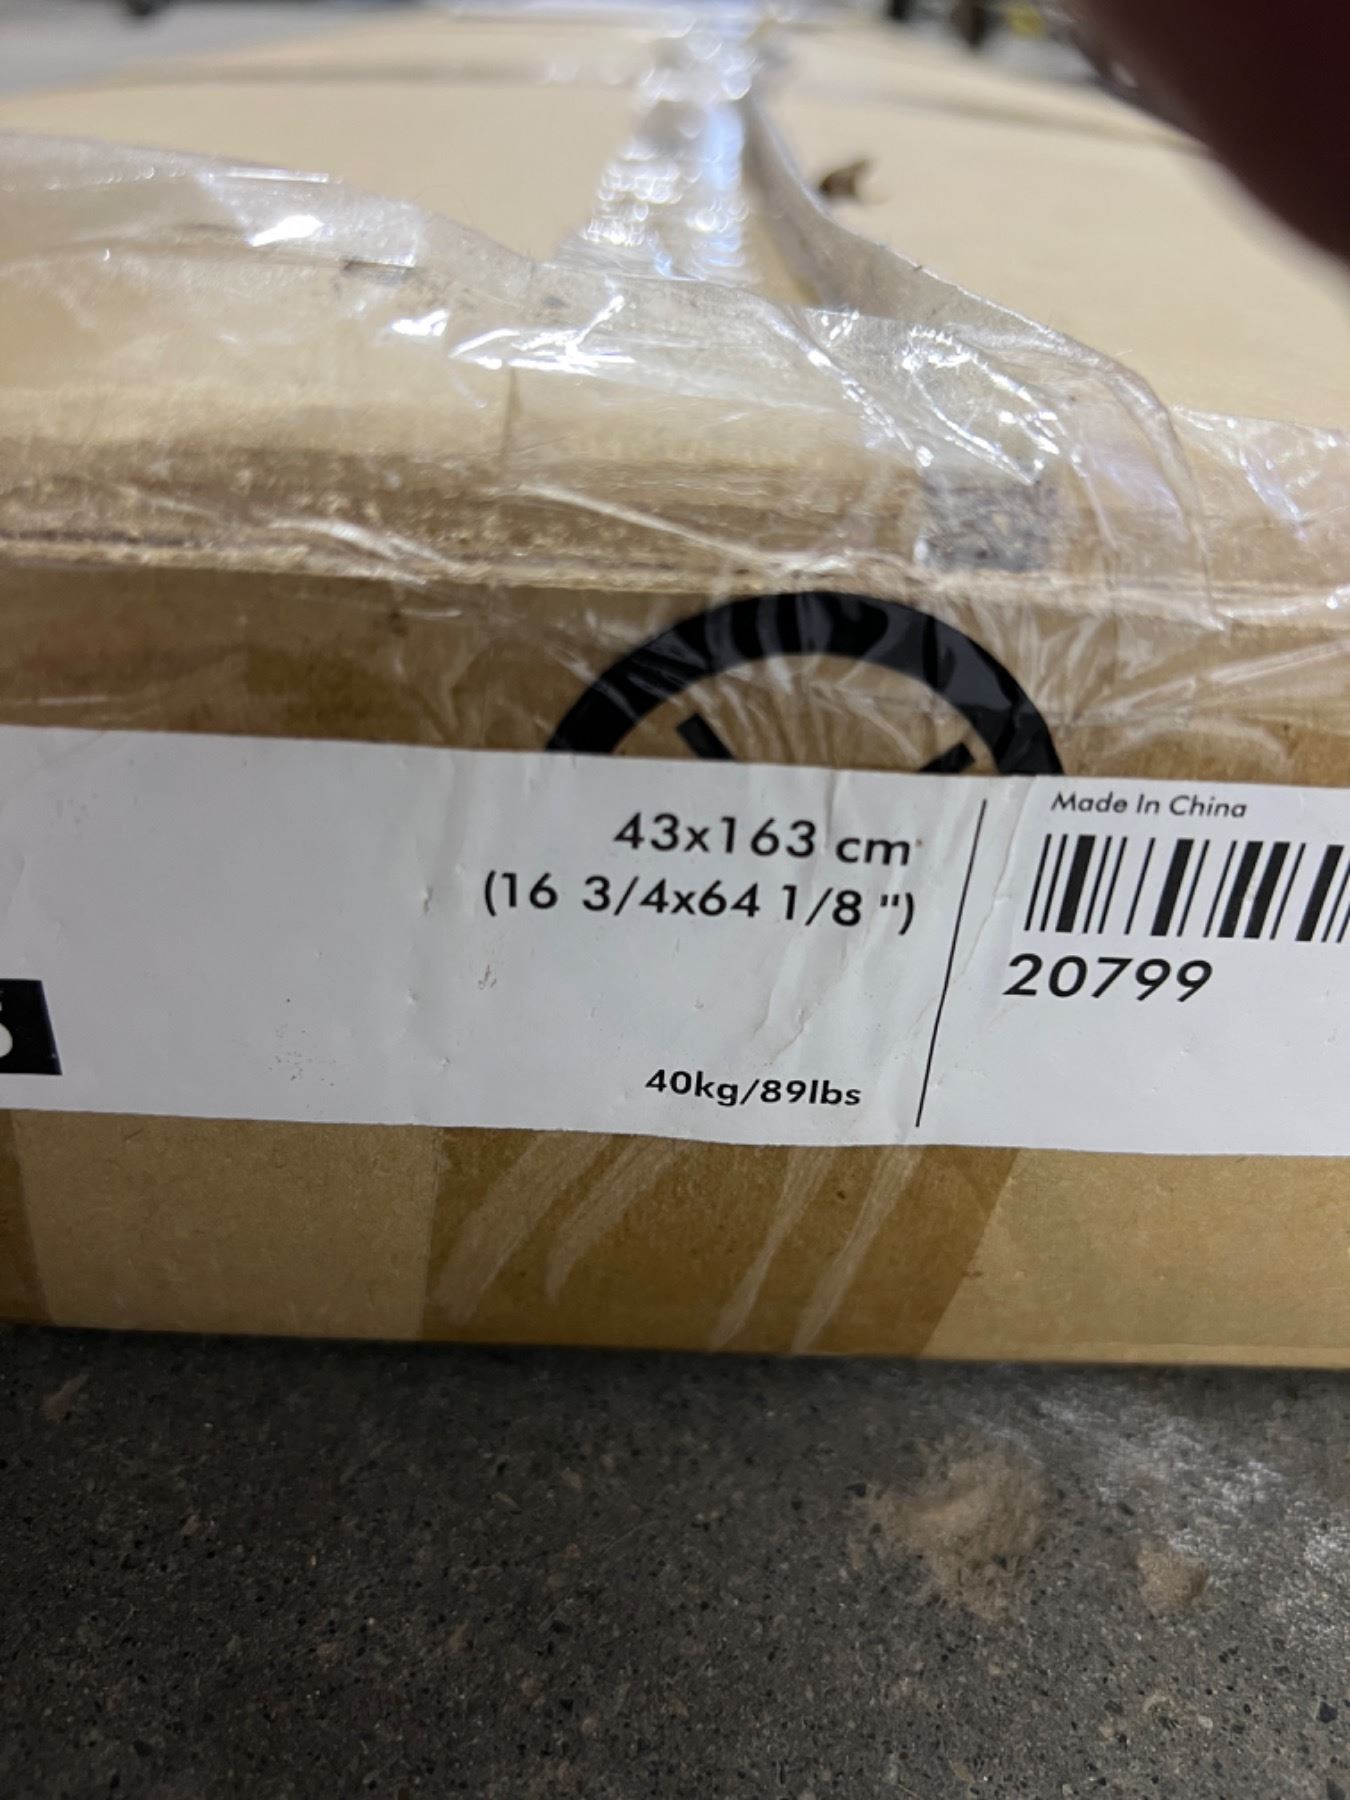 43x163 cm
(16 3/4x64 1/8 ")
40kg/89lbs
Made In China
20799